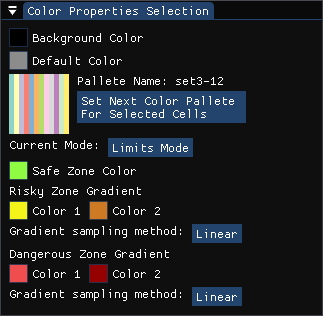 Color Properties Selection
Background Color
Default Color
Pallete Name: set3-12
Set Next Color Pallete
For Selected Cells
Current Mode: Limits Mode
Safe Zone Color
Risky Zone Gradient
Color 1 Color 2
Gradient sampling method: Linear
Dangerous Zone Gradient
Color 1 Color 2
Gradient sampling method: Linear